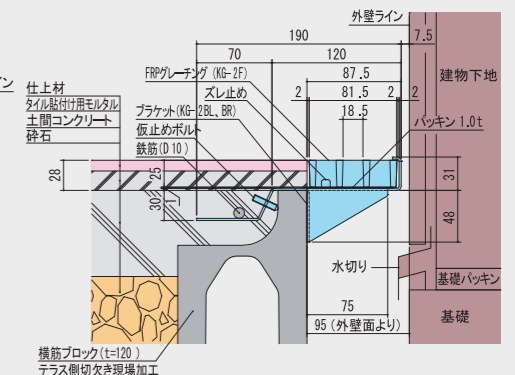 外壁ライン
190
7.5
70
120
イン
FRPグレーチング (KG-2F)
87.5
建物下地
仕上材
ズレ止め
2
81.5
2
2
タイル貼付け用モルタル
ブラケット(KG-2BL、BR)
18.5
土間コンクリート
仮止めボルト
パッキン 1.0t
砕石
鉄筋(D10)
28
25
31
30
48
水切り
基礎パッキン
75
基礎
95 (外壁面より)
横筋ブロック(t=120)
テラス側切欠き現場加工